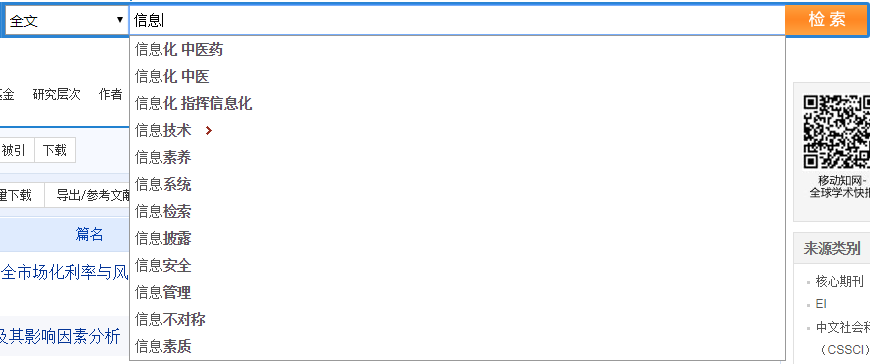 全文 信息 检 索
信息化 中医药
信息化 中医
信息化 指挥信息化
基金 研究层次 作者
信息技术
被引 下载
信息素养
信息系统
移动知网-
量下载 导出/参考文献
全球学术快报
信息检索
篇名
信息披露
来源类别
全市场化利率与风
信息安全
核心期刊
信息管理
EI
信息不对称
中文社会科
及其影响因素分析
信息素质
（CSSCI）